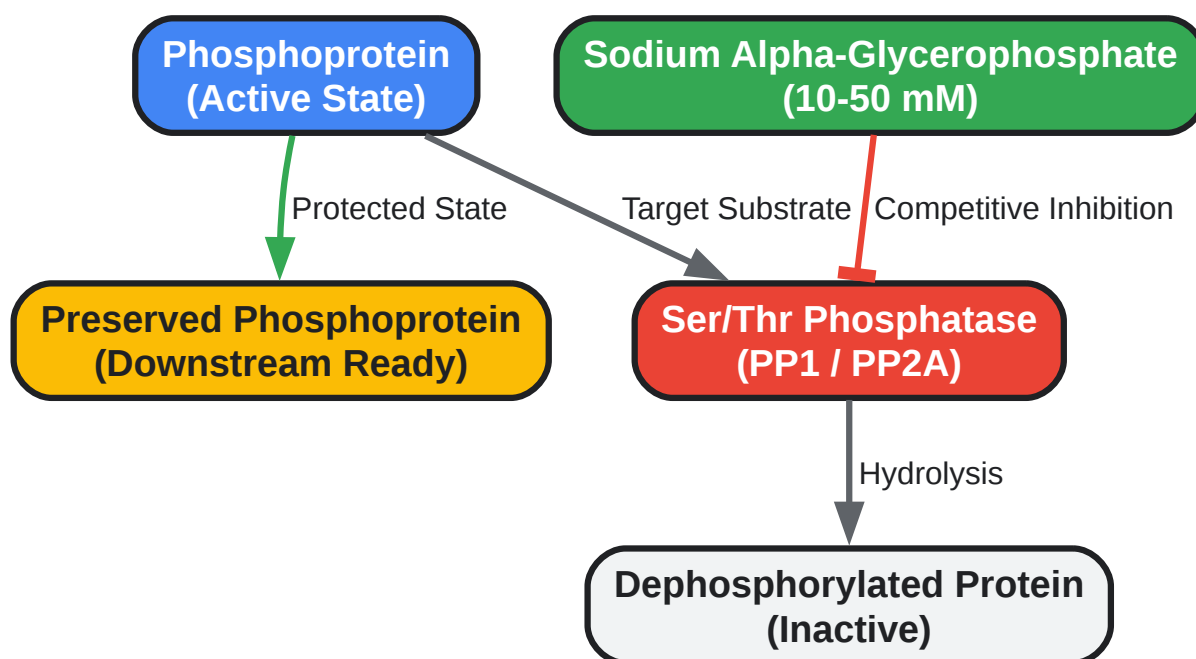 Phosphoprotein
(Active State)
Sodium Alpha-Glycerophosphate
(10-50 mM)
Protected State
Target Substrate
Competitive Inhibition
Preserved Phosphoprotein
(Downstream Ready)
Ser/Thr Phosphatase
(PP1 / PP2A)
Hydrolysis
Dephosphorylated Protein
(Inactive)